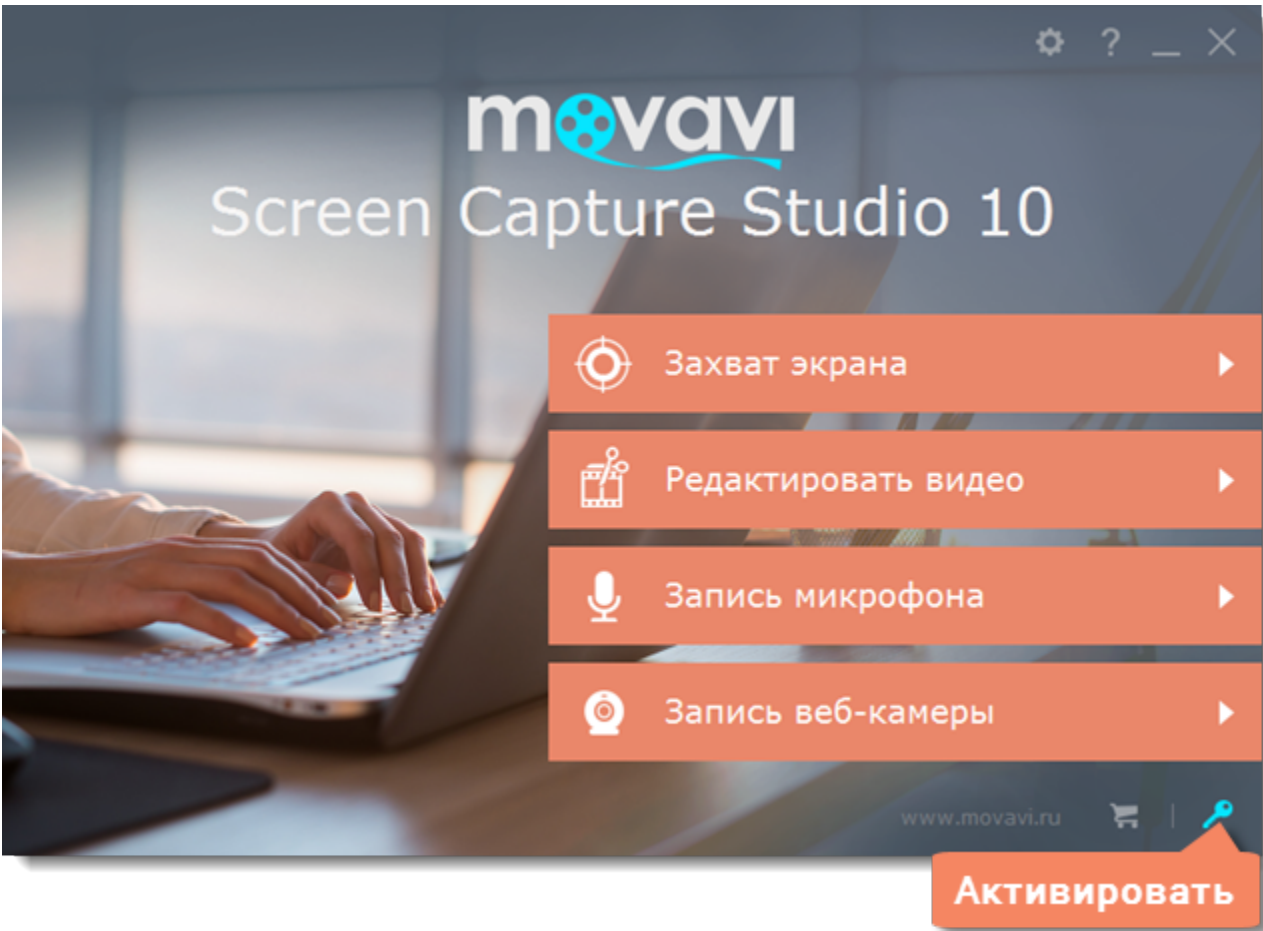 movavi
Screen Capture Studio 10
Захват экрана
Редактировать видео
Запись микрофона
Запись веб-камеры
www.movavi.ru
Активировать